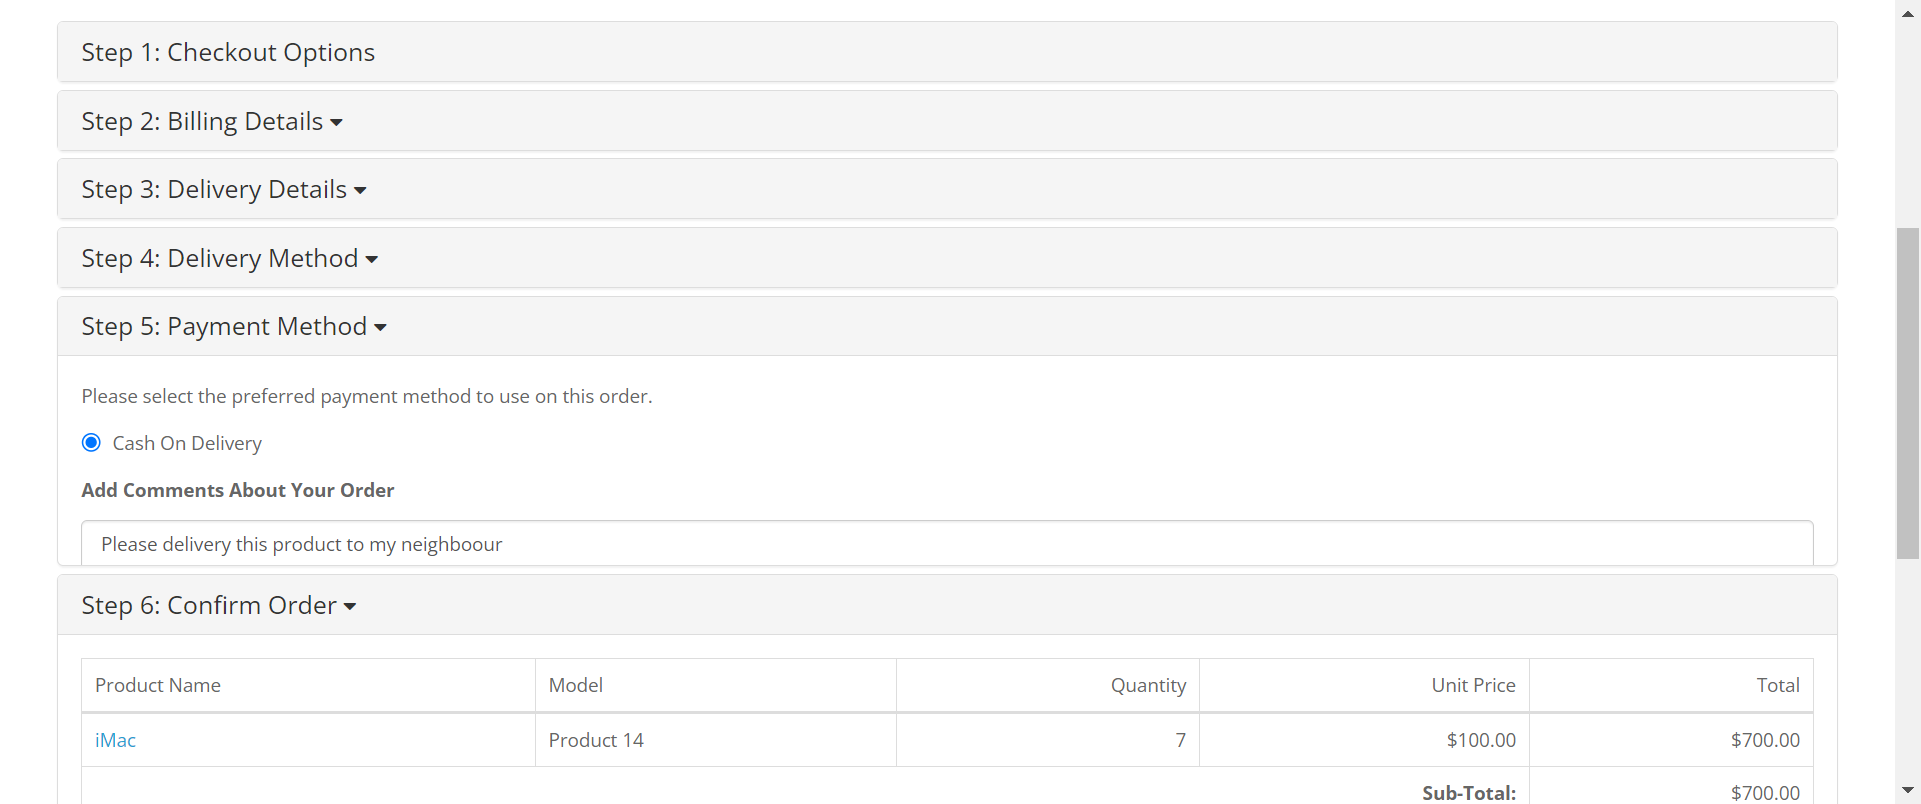 Step 1: Checkout Options
Step 2: Billing Details
Step 3: Delivery Details
Step 4: Delivery Method
Step 5: Payment Method
Please select the preferred payment method to use on this order.
Cash On Delivery
Add Comments About Your Order
Please delivery this product to my neighboour
Step 6: Confirm Order
Product Name Model Quantity Unit Price Total
iMac Product 14 7 $100.00 $700.00
Sub-Total: $700.00